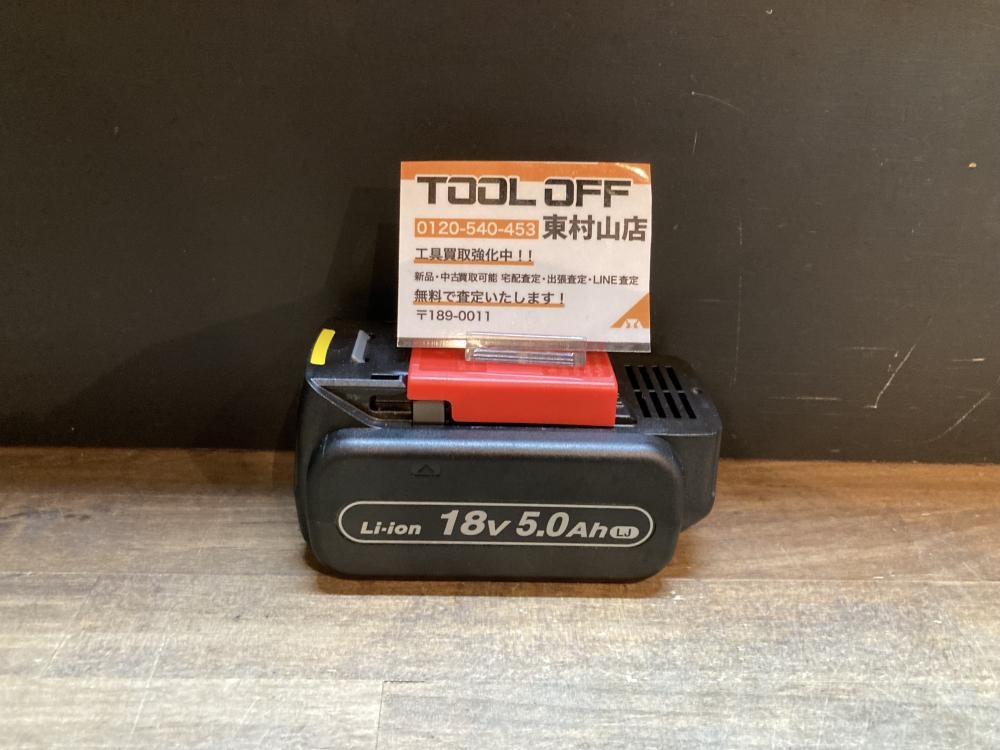 TOOL OFF
0120-540-453 東村山店
工具買取強化中！！
新品・中古買取可能 宅配査定・出張査定・LINE査定
無料で査定いたします！
〒189-0011
Li-ion 18V 5.0Ah LJ